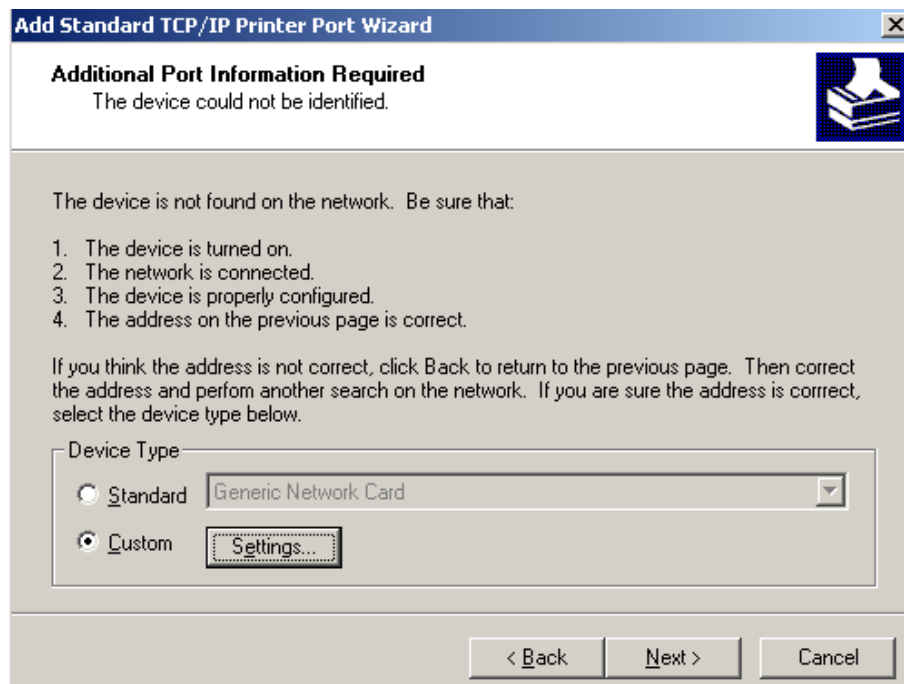 Add Standard TCP/IP Printer Port Wizard
Additional Port Information Required
The device could not be identified.
The device is not found on the network.  Be sure that:
1.  The device is turned on.
2.  The network is connected.
3.  The device is properly configured.
4.  The address on the previous page is correct.
If you think the address is not correct, click Back to return to the previous page.  Then correct
the address and perfom another search on the network.  If you are sure the address is correct,
select the device type below.
Device Type
Standard Generic Network Card
Custom Settings...
< Back Next > Cancel